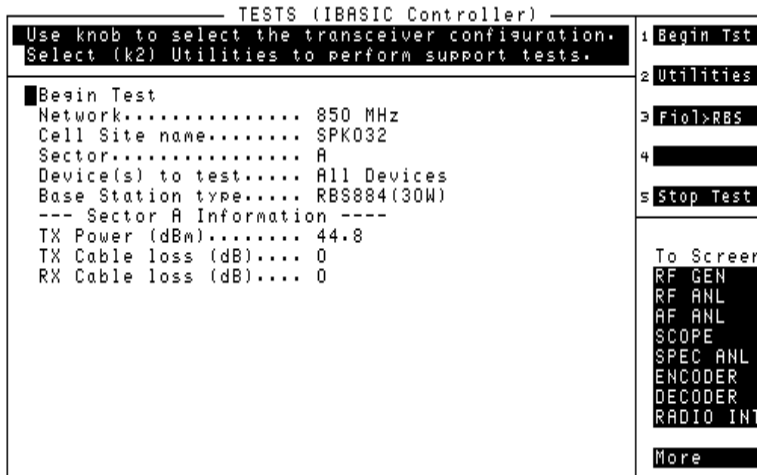 TESTS (IBASIC Controller)
Use knob to select the transceiver configuration.
Select (k2) Utilities to perform support tests.
Begin Test
Network............... 850 MHz
Cell Site name........ SPK032
Sector................ A
Device(s) to test..... All Devices
Base Station type..... RBS884(30W)
--- Sector A Information ----
TX Power (dBm)........ 44.8
TX Cable loss (dB).... 0
RX Cable loss (dB).... 0
1 Begin Tst
2 Utilities
3 Fiol>RBS
4
5 Stop Test
To Screen
RF GEN
RF ANL
AF ANL
SCOPE
SPEC ANL
ENCODER
DECODER
RADIO INT
More